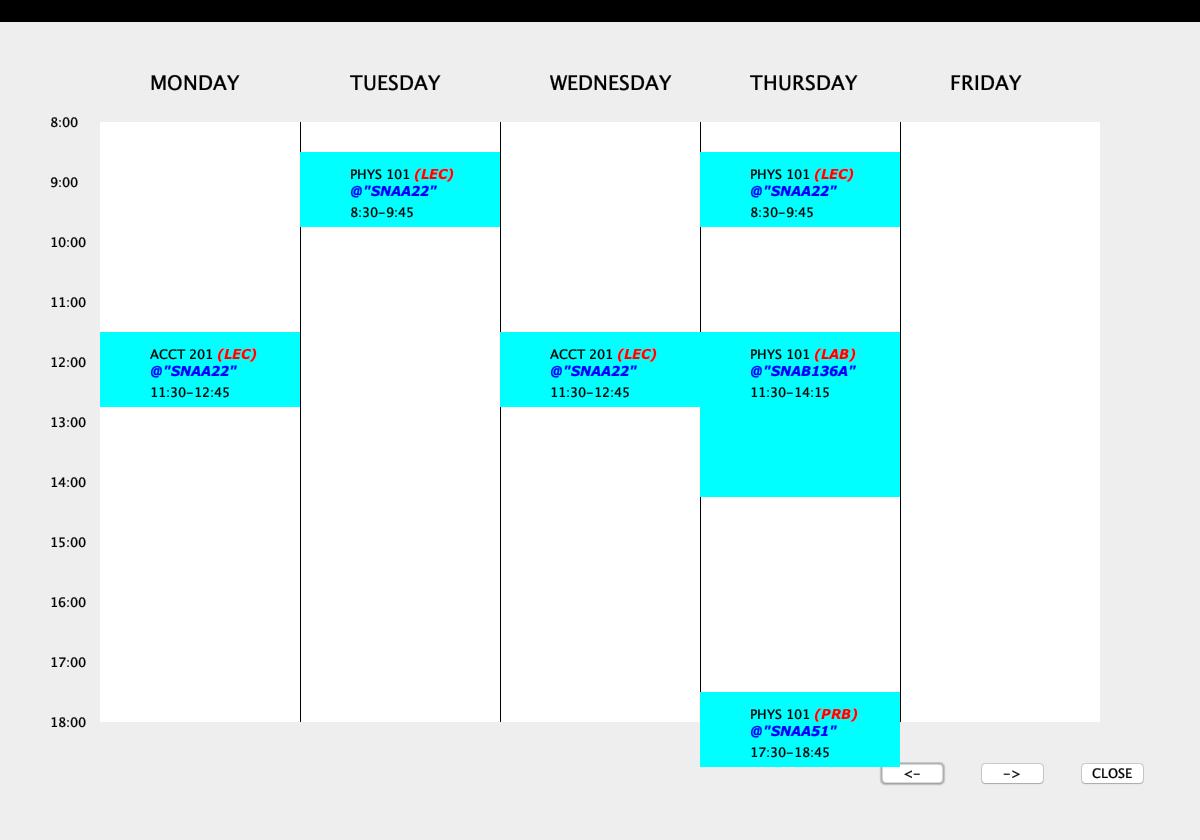 MONDAY TUESDAY WEDNESDAY THURSDAY FRIDAY
8:00
PHYS 101 (LEC) PHYS 101 (LEC)
9:00 @"SNAA22" @"SNAA22"
8:30-9:45 8:30-9:45
10:00
11:00
ACCT 201 (LEC) ACCT 201 (LEC) PHYS 101 (LAB)
12:00 @"SNAA22" @"SNAA22" @"SNAB136A"
11:30-12:45 11:30-12:45 11:30-14:15
13:00
14:00
15:00
16:00
17:00
18:00 PHYS 101 (PRB)
@"SNAA51"
17:30-18:45
<- -> CLOSE